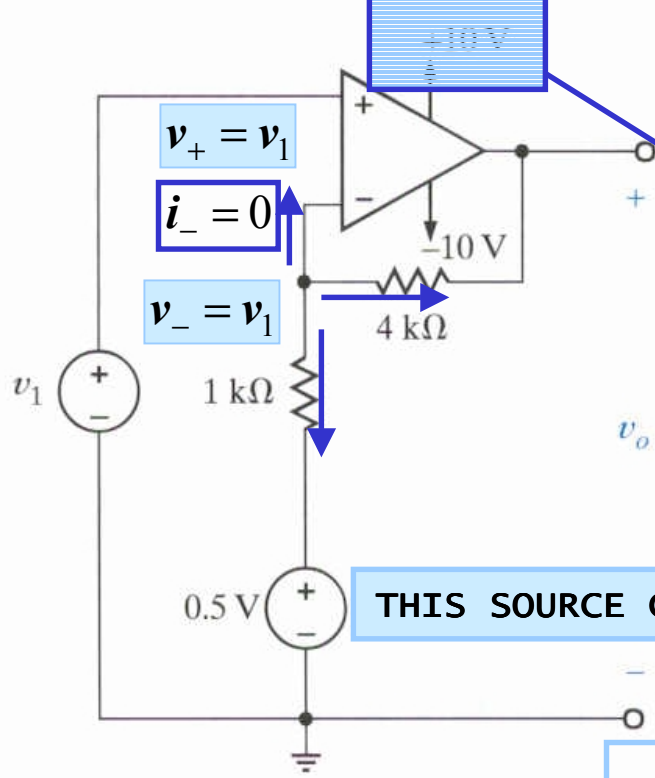 +10 V
+
v₊ = v₁
i₋ = 0
−
−10 V
+
v₋ = v₁
4 kΩ
v₁
+
−
1 kΩ
vₒ
0.5 V
+
−
THIS SOURCE
−